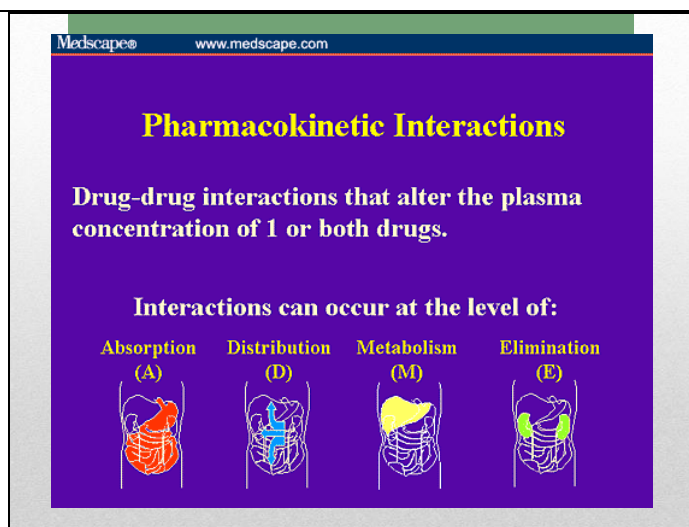 Medscape® www.medscape.com
Pharmacokinetic Interactions
Drug-drug interactions that alter the plasma
concentration of 1 or both drugs.
Interactions can occur at the level of:
Absorption Distribution Metabolism Elimination
(A) (D) (M) (E)